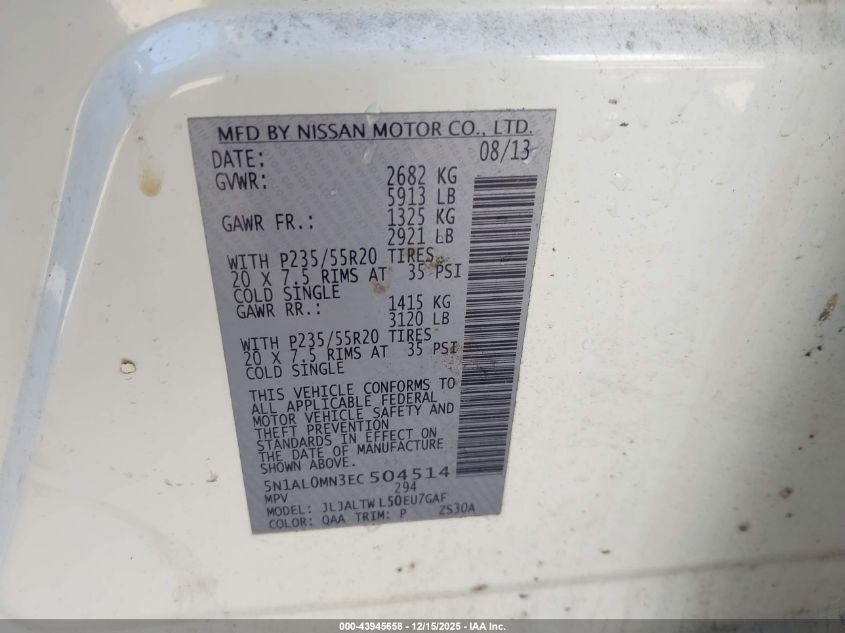 MFD BY NISSAN MOTOR CO., LTD.
DATE: 08/13
GVWR: 2682 KG
5913 LB
GAWR FR.: 1325 KG
2921 LB
WITH P235/55R20 TIRES
20 X 7.5 RIMS AT 35 PSI
COLD SINGLE
GAWR RR.: 1415 KG
3120 LB
WITH P235/55R20 TIRES
20 X 7.5 RIMS AT 35 PSI
COLD SINGLE
THIS VEHICLE CONFORMS TO
ALL APPLICABLE FEDERAL
MOTOR VEHICLE SAFETY AND
THEFT PREVENTION
STANDARDS IN EFFECT ON
THE DATE OF MANUFACTURE
SHOWN ABOVE.
5N1AL0MN3EC 504514
MPV 294
MODEL: JLJALTWL50EU7GAF
COLOR: QAA TRIM: P ZS30A
000-43945658 - 12/15/2025 - IAA Inc.